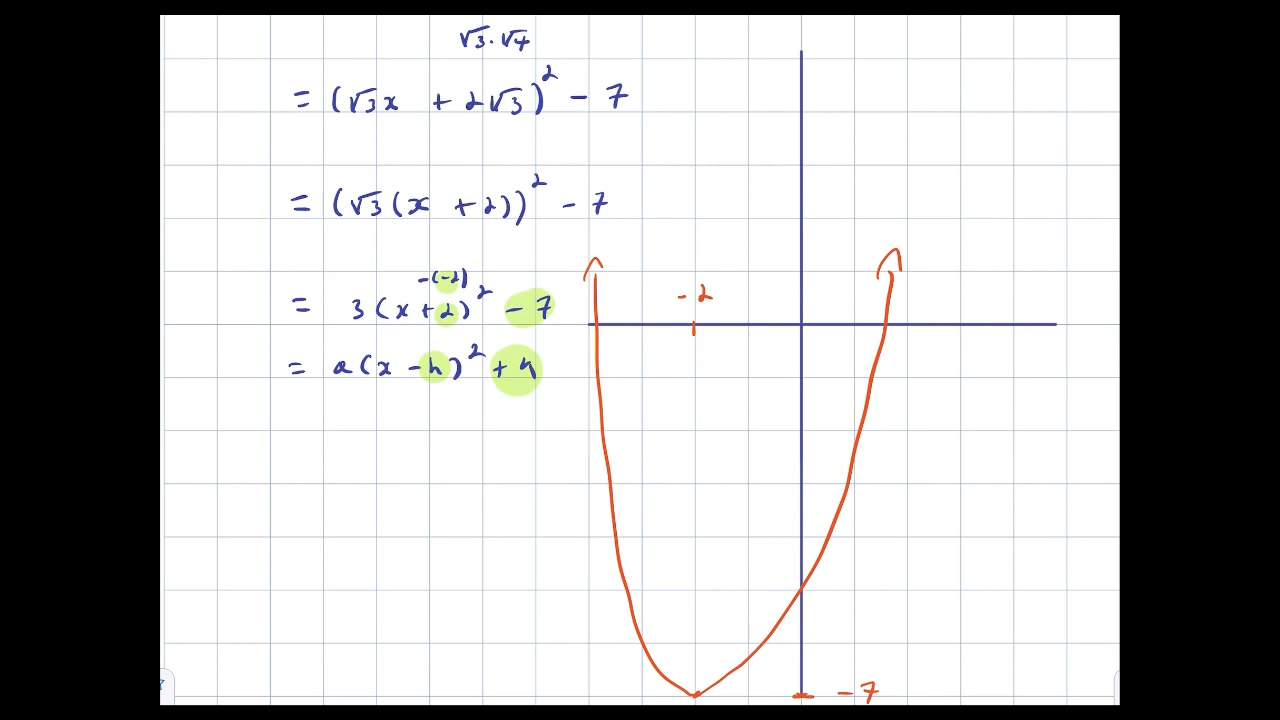 √3 · √4
= (√3x + 2√3)² - 7
= (√3(x + 2))² - 7
-(-2)
= 3(x + 2)² - 7
= a(x - h)² + k
-2
-7